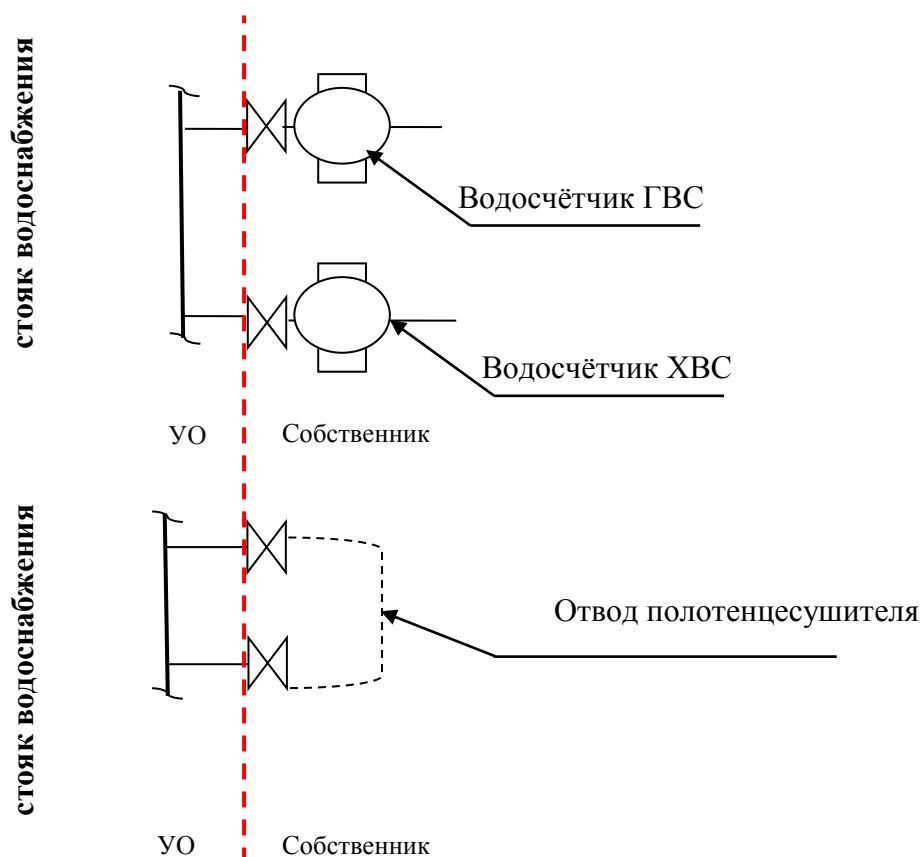 стояк водоснабжения
Водосчётчик ГВС
Водосчётчик ХВС
УО Собственник
стояк водоснабжения
Отвод полотенцесушителя
УО Собственник